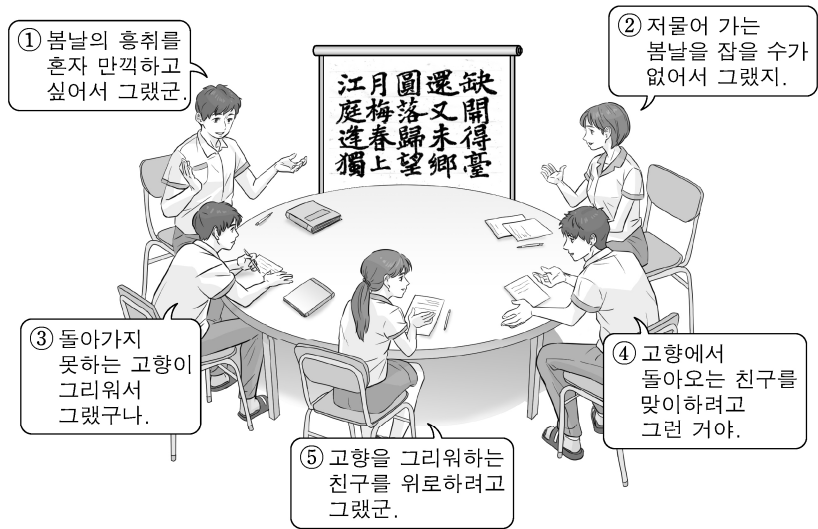 ① 봄날의 흥취를
혼자 만끽하고
싶어서 그랬군.
② 저물어 가는
봄날을 잡을 수가
없어서 그랬지.
江月圓還缺
庭梅落又開
逢春歸未得
獨上望鄉臺
③ 돌아가지
못하는 고향이
그리워서
그랬구나.
④ 고향에서
돌아오는 친구를
맞이하려고
그런 거야.
⑤ 고향을 그리워하는
친구를 위로하려고
그랬군.